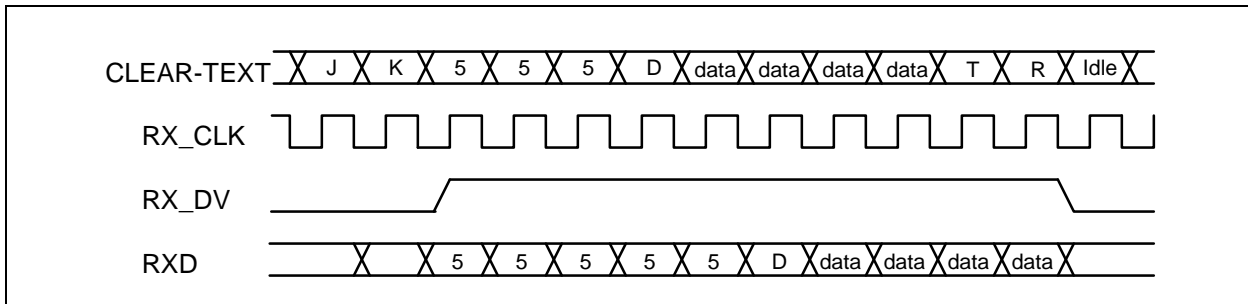 CLEAR-TEXT J K 5 5 5 D data data data data T R Idle
RX_CLK
RX_DV
RXD 5 5 5 5 5 D data data data data